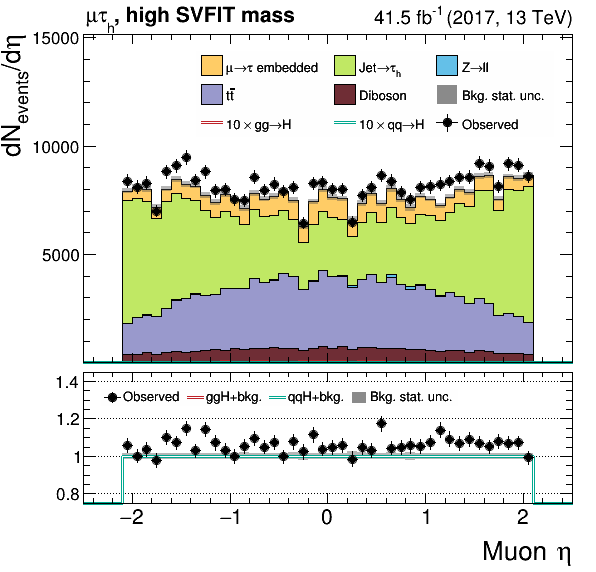 μτh, high SVFIT mass 41.5 fb⁻¹ (2017, 13 TeV)
dNevents/dη
15000
10000
5000
μ→τ embedded Jet→τh Z→ll
tt̅ Diboson Bkg. stat. unc.
10 × gg→H 10 × qq→H Observed
1.4
1.2
1
0.8
Observed ggH+bkg. qqH+bkg. Bkg. stat. unc.
−2 −1 0 1 2
Muon η